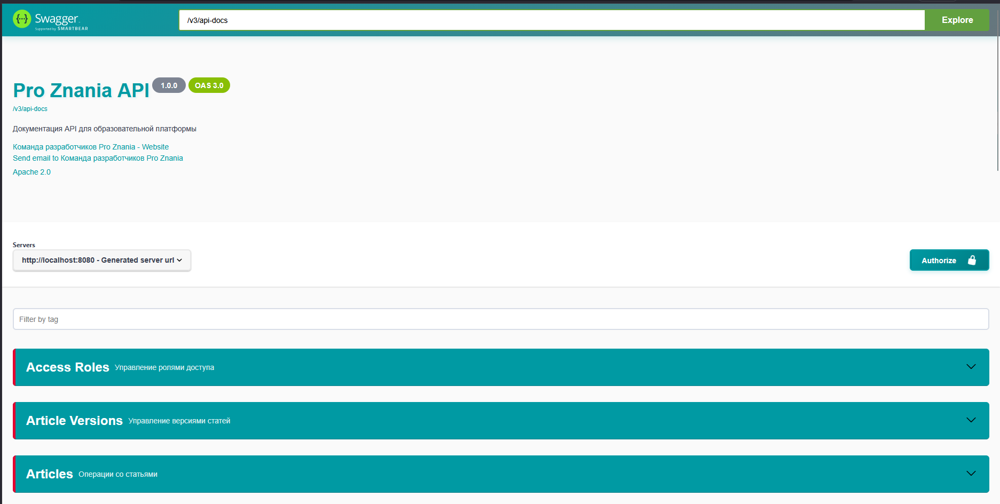 Swagger
Supported by SMARTBEAR
/v3/api-docs
Explore
Pro Znania API 1.0.0 OAS 3.0
/v3/api-docs
Документация API для образовательной платформы
Команда разработчиков Pro Znania - Website
Send email to Команда разработчиков Pro Znania
Apache 2.0
Servers
http://localhost:8080 - Generated server url
Authorize
Filter by tag
Access Roles Управление ролями доступа
Article Versions Управление версиями статей
Articles Операции со статьями